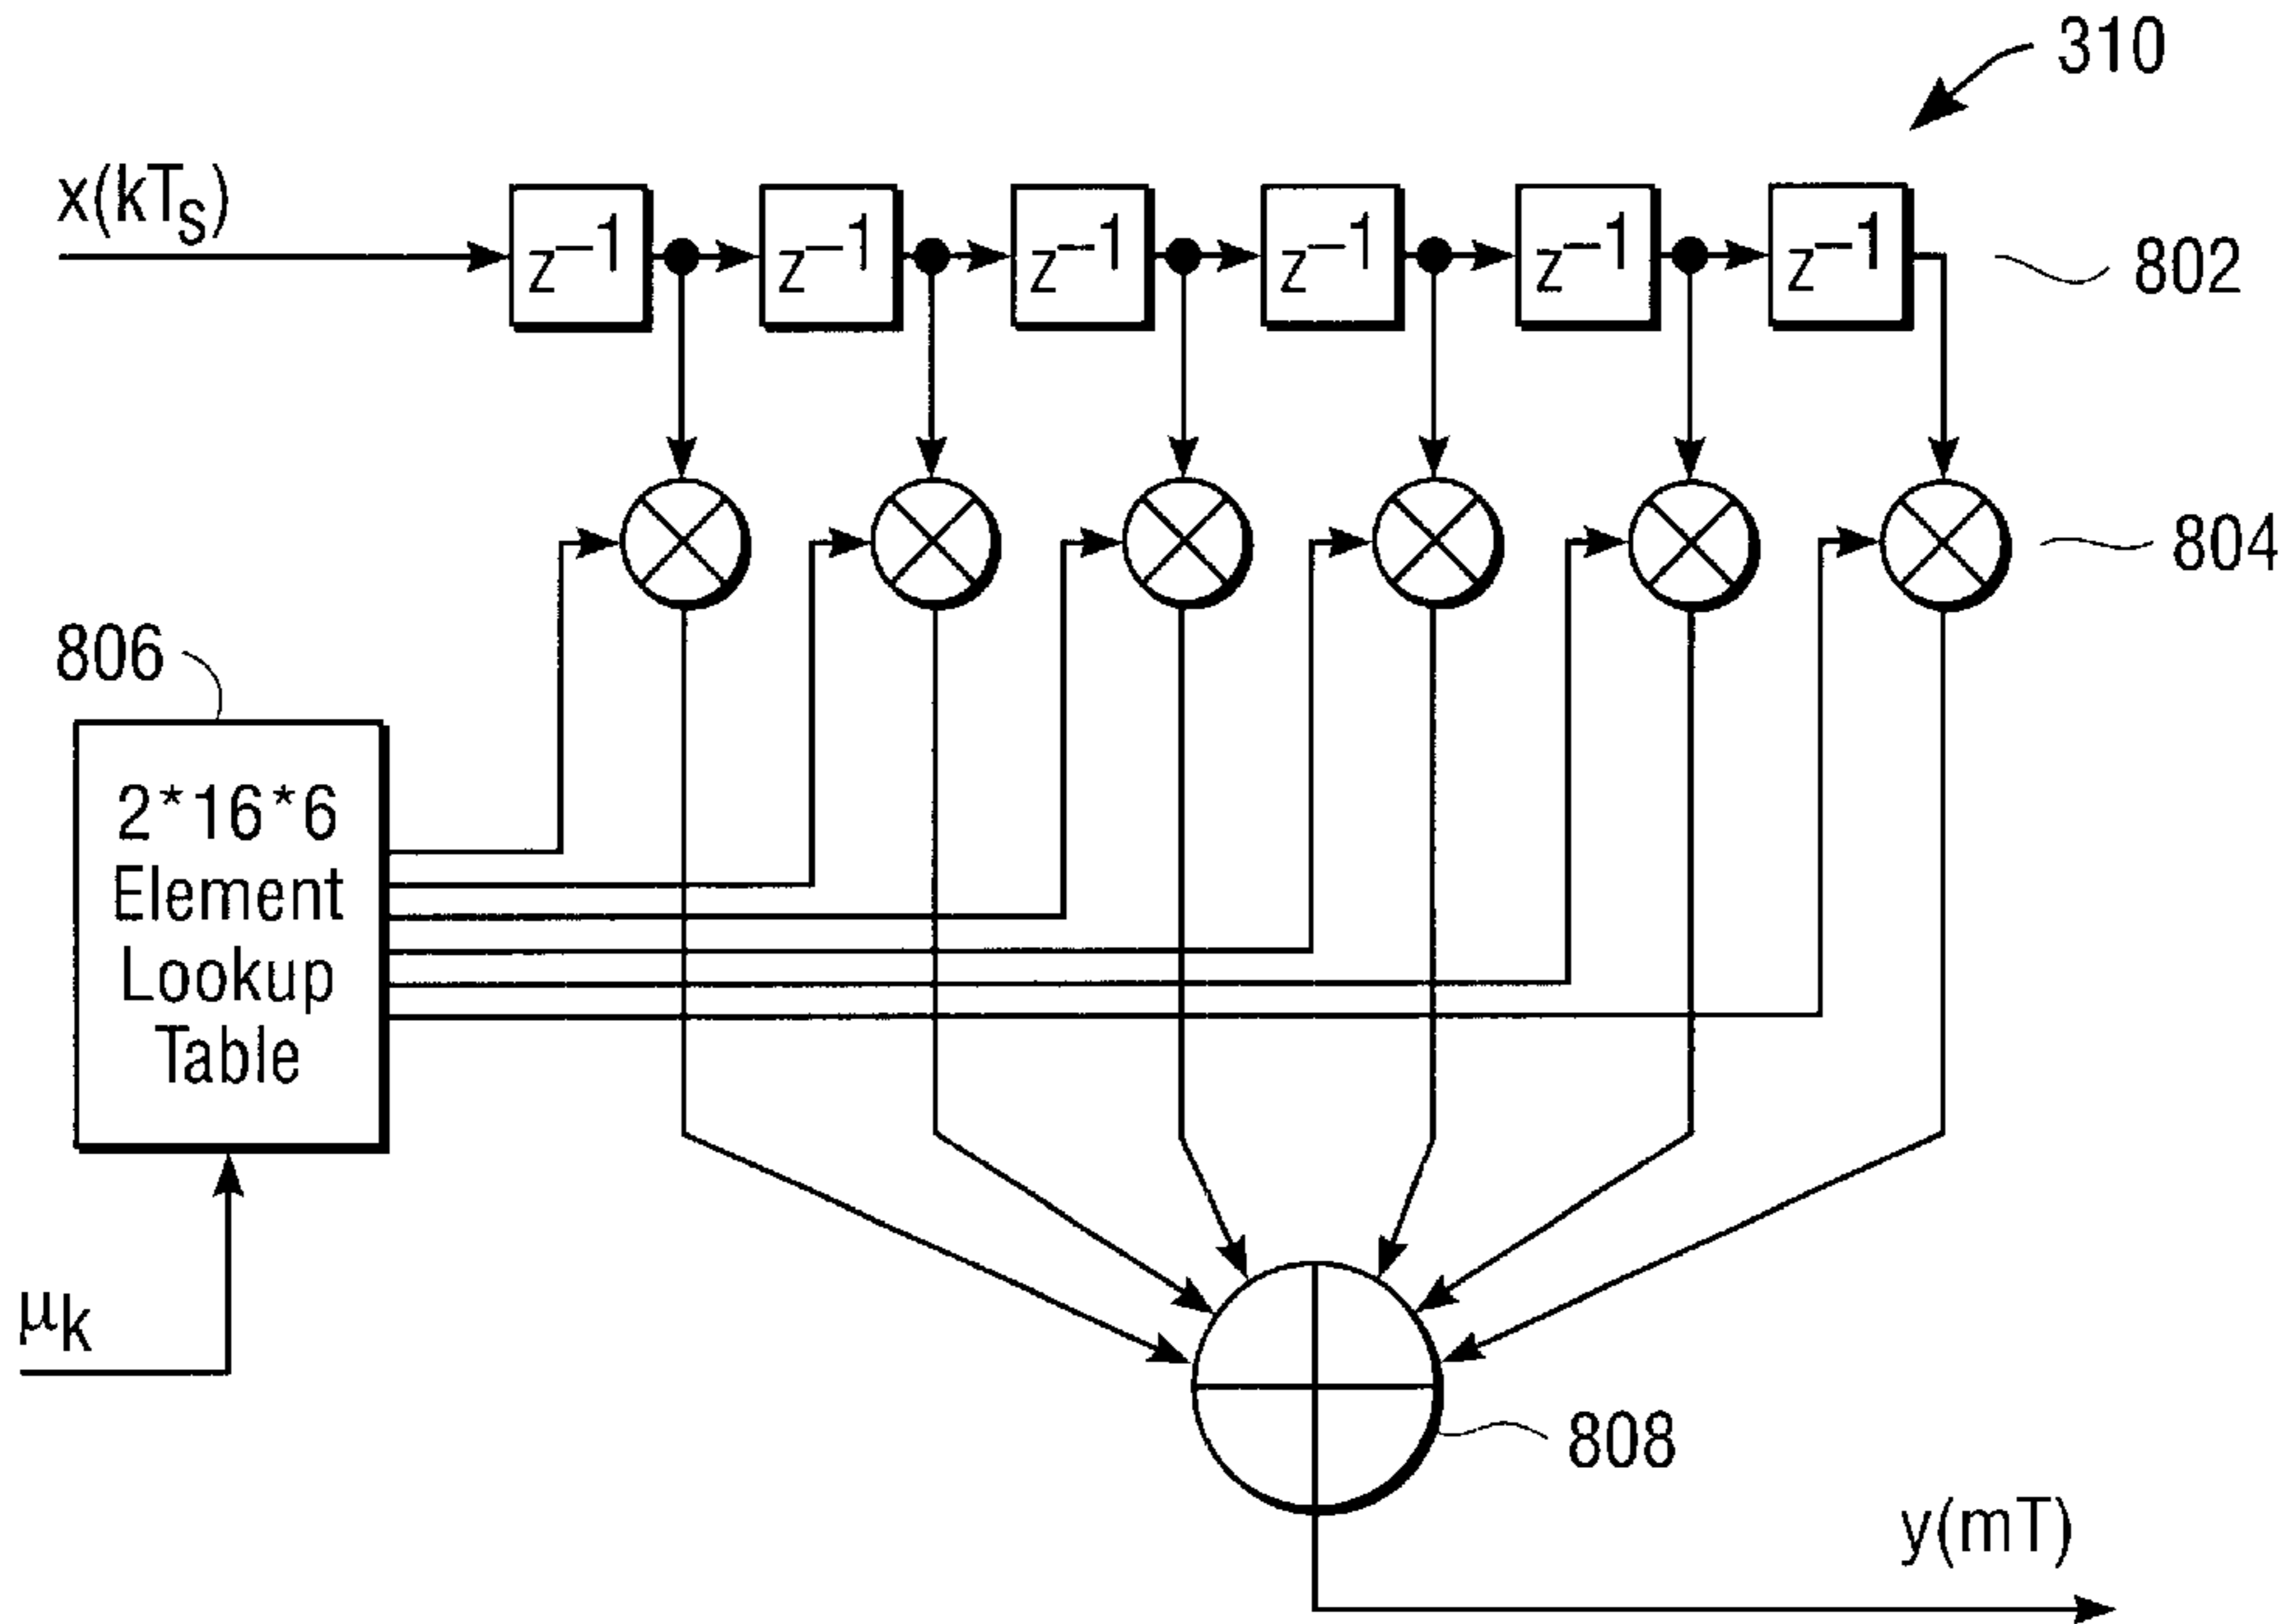 310
x(kTs)
z−1 z−1 z−1 z−1 z−1 z−1
802
804
806
2*16*6
Element
Lookup
Table
μk
808
y(mT)